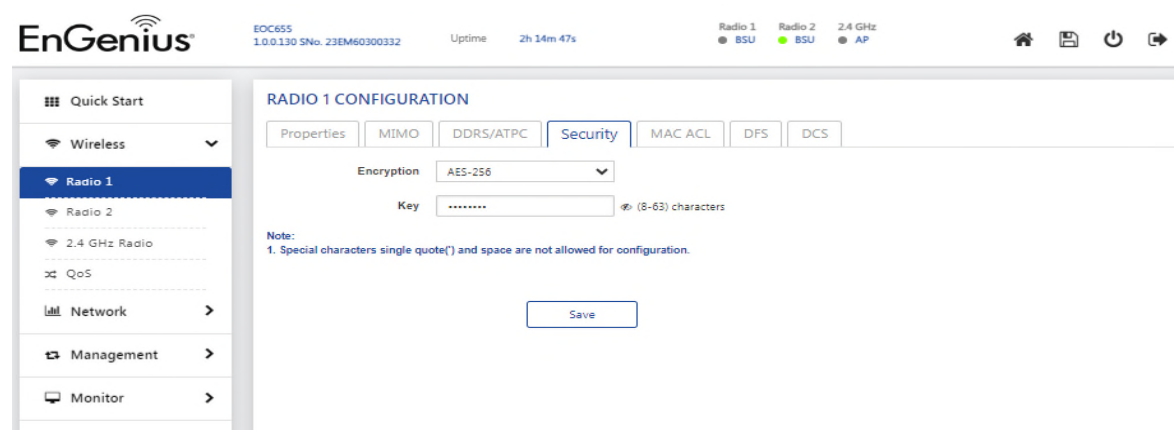 EnGenius
EOC655
1.0.0.130 SNo. 23EM60300332
Uptime 2h 14m 47s
Radio 1 Radio 2 2.4 GHz
BSU BSU AP
Quick Start
Wireless
Radio 1
Radio 2
2.4 GHz Radio
QoS
Network
Management
Monitor
RADIO 1 CONFIGURATION
Properties MIMO DDRS/ATPC Security MAC ACL DFS DCS
Encryption AES-256
Key •••••••• (8-63) characters
Note:
1. Special characters single quote(') and space are not allowed for configuration.
Save